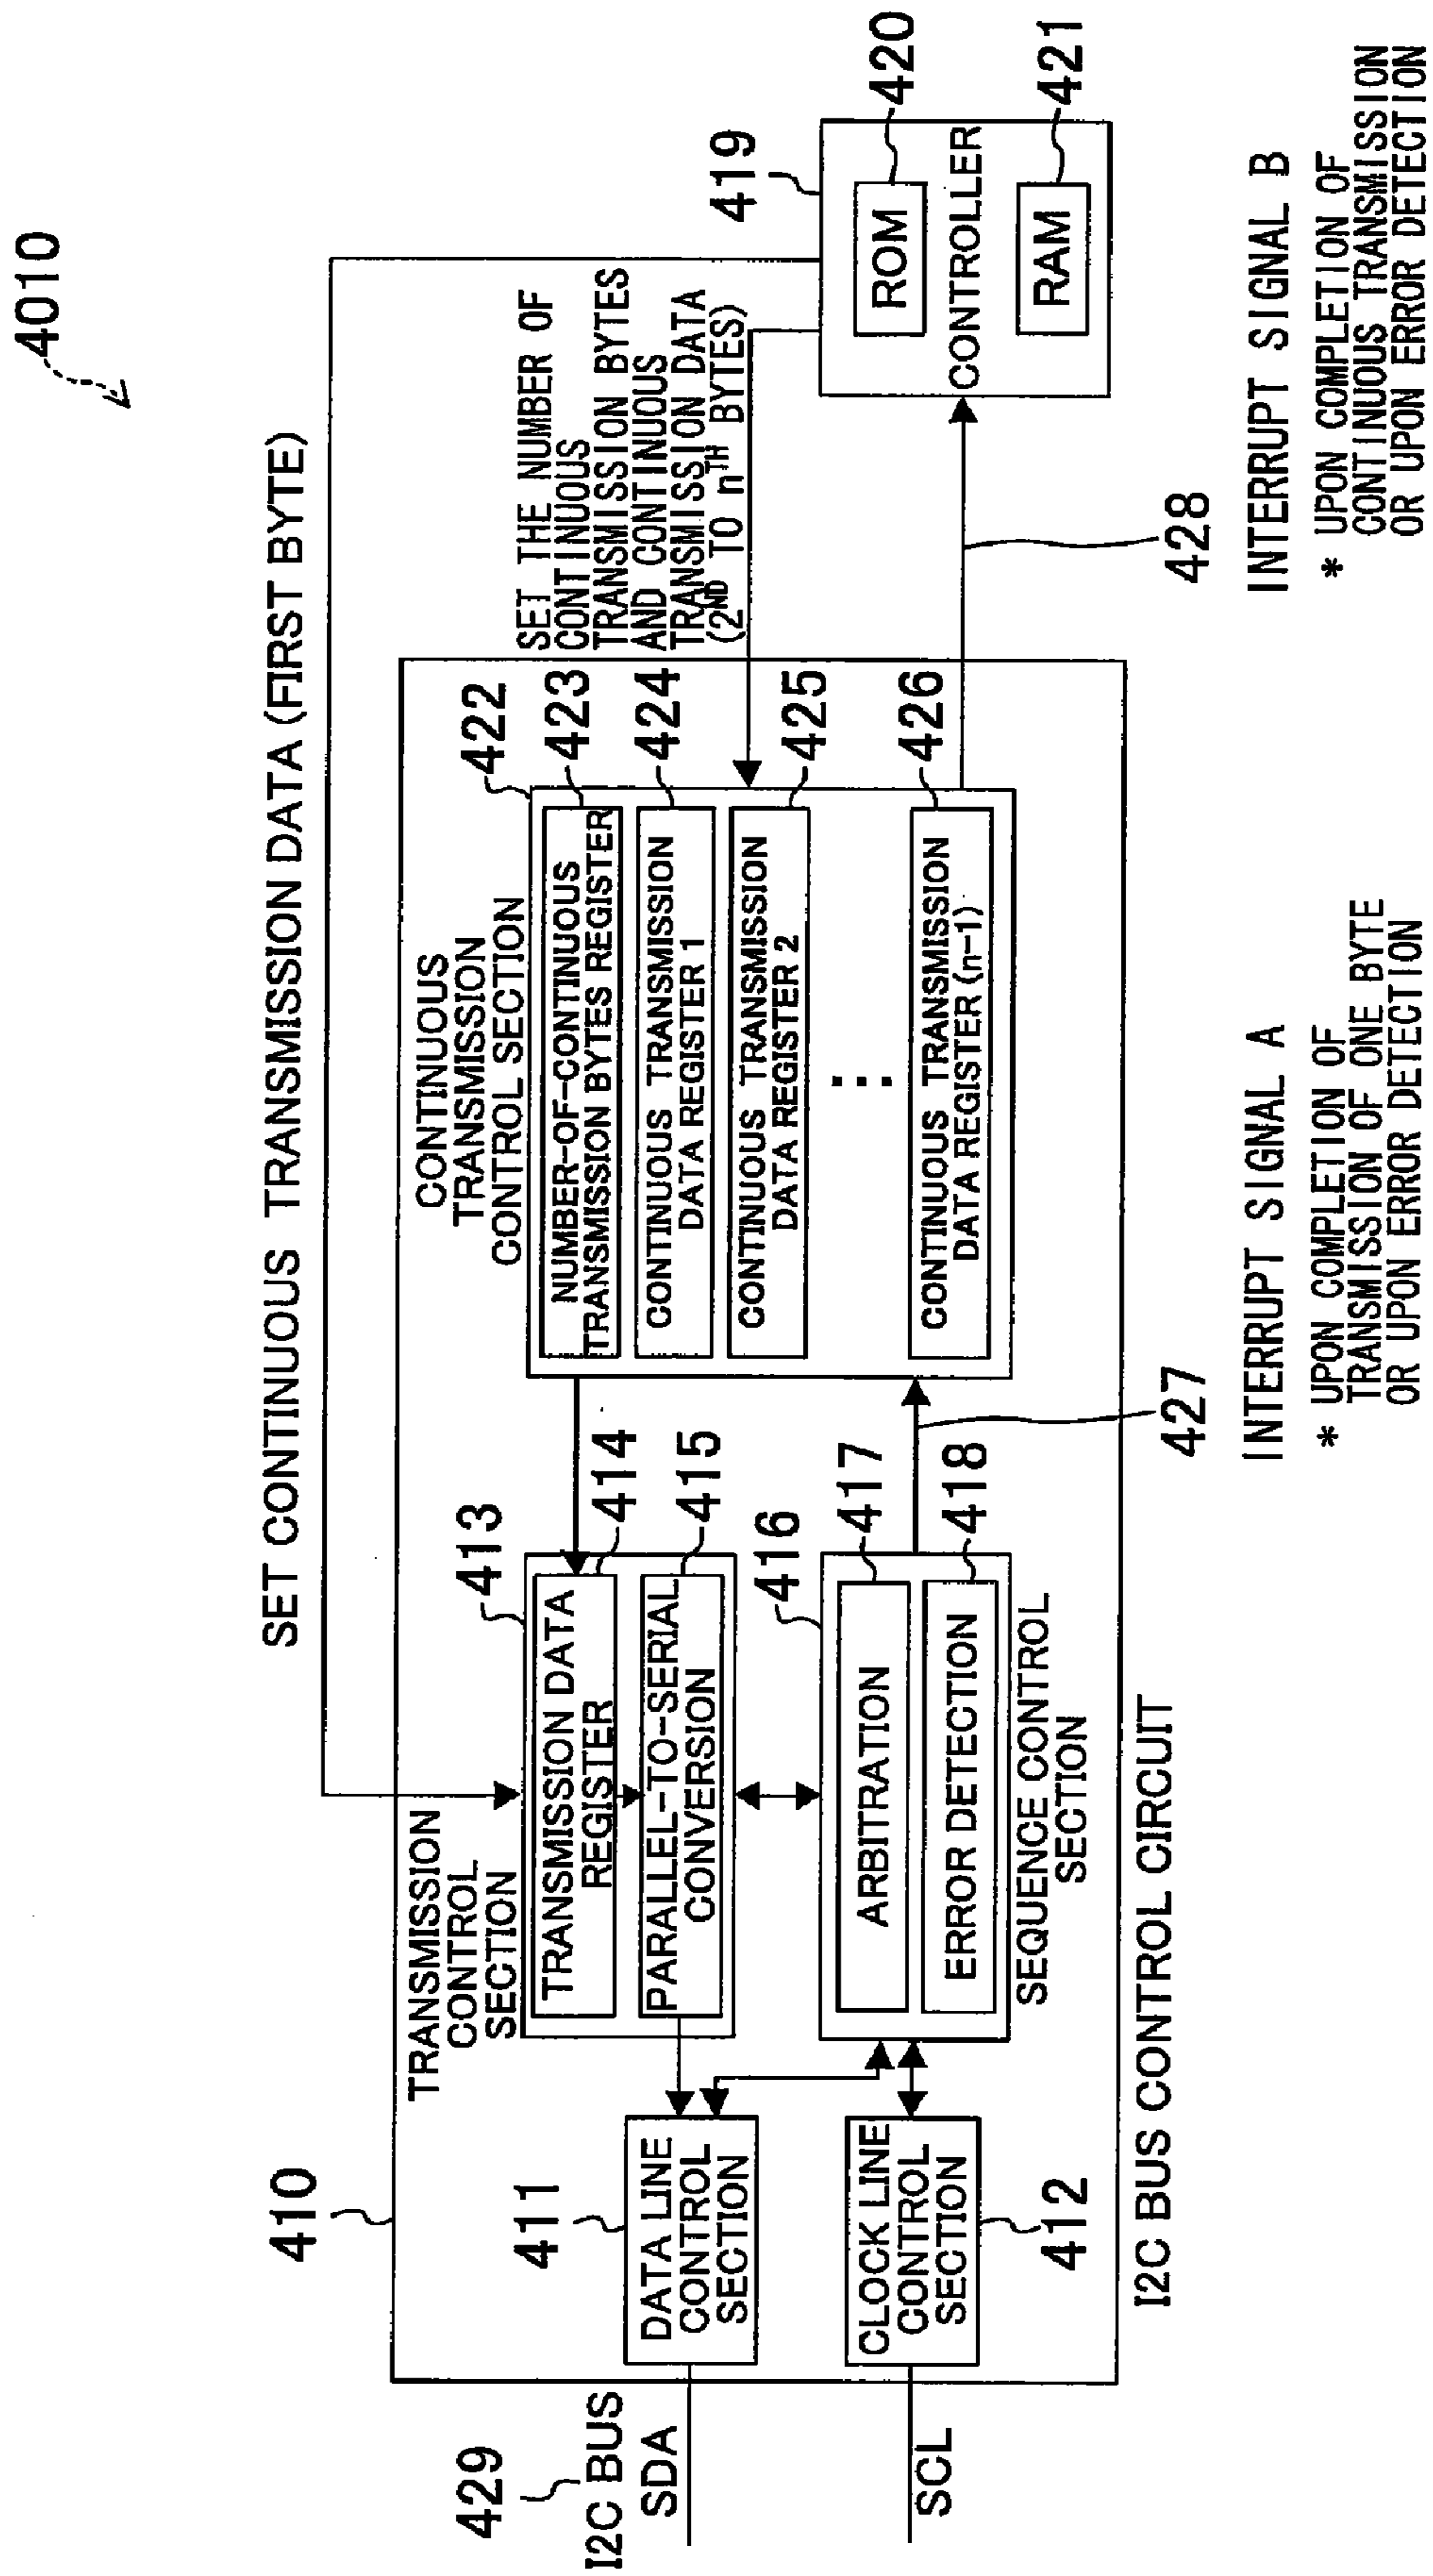 4010
SET CONTINUOUS TRANSMISSION DATA (FIRST BYTE)
410
429
I2C BUS
SDA
SCL
411
DATA LINE
CONTROL
SECTION
CLOCK LINE
CONTROL
SECTION
412
TRANSMISSION
CONTROL
SECTION
413
TRANSMISSION DATA
REGISTER
414
PARALLEL-TO-SERIAL
CONVERSION
415
416
ARBITRATION
417
ERROR DETECTION
418
SEQUENCE CONTROL
SECTION
CONTINUOUS
TRANSMISSION
CONTROL SECTION
422
NUMBER-OF-CONTINUOUS
TRANSMISSION BYTES REGISTER
423
CONTINUOUS TRANSMISSION
DATA REGISTER 1
424
CONTINUOUS TRANSMISSION
DATA REGISTER 2
425
...
CONTINUOUS TRANSMISSION
DATA REGISTER (n-1)
426
SET THE NUMBER OF
CONTINUOUS
TRANSMISSION BYTES
AND CONTINUOUS
TRANSMISSION DATA
(2ND TO nTH BYTES)
419
ROM
420
CONTROLLER
RAM
421
I2C BUS CONTROL CIRCUIT
427
INTERRUPT SIGNAL A
* UPON COMPLETION OF
TRANSMISSION OF ONE BYTE
OR UPON ERROR DETECTION
428
INTERRUPT SIGNAL B
* UPON COMPLETION OF
CONTINUOUS TRANSMISSION
OR UPON ERROR DETECTION